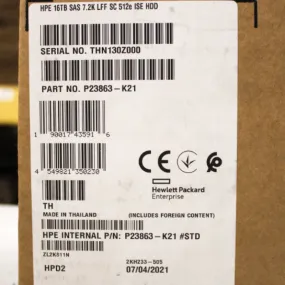 HPE 16TB SAS 7.2K LFF SC 512e ISE HDD
SERIAL NO. THN130Z000
PART NO. P23863-K21
1 90017 43591 6
4 549821 350230
CE
Hewlett Packard
Enterprise
TH
MADE IN THAILAND (INCLUDES FOREIGN CONTENT)
HPE INTERNAL P/N: P23863-K21 #STD
ZL2K511N 2KH233-005
HPD2 07/04/2021